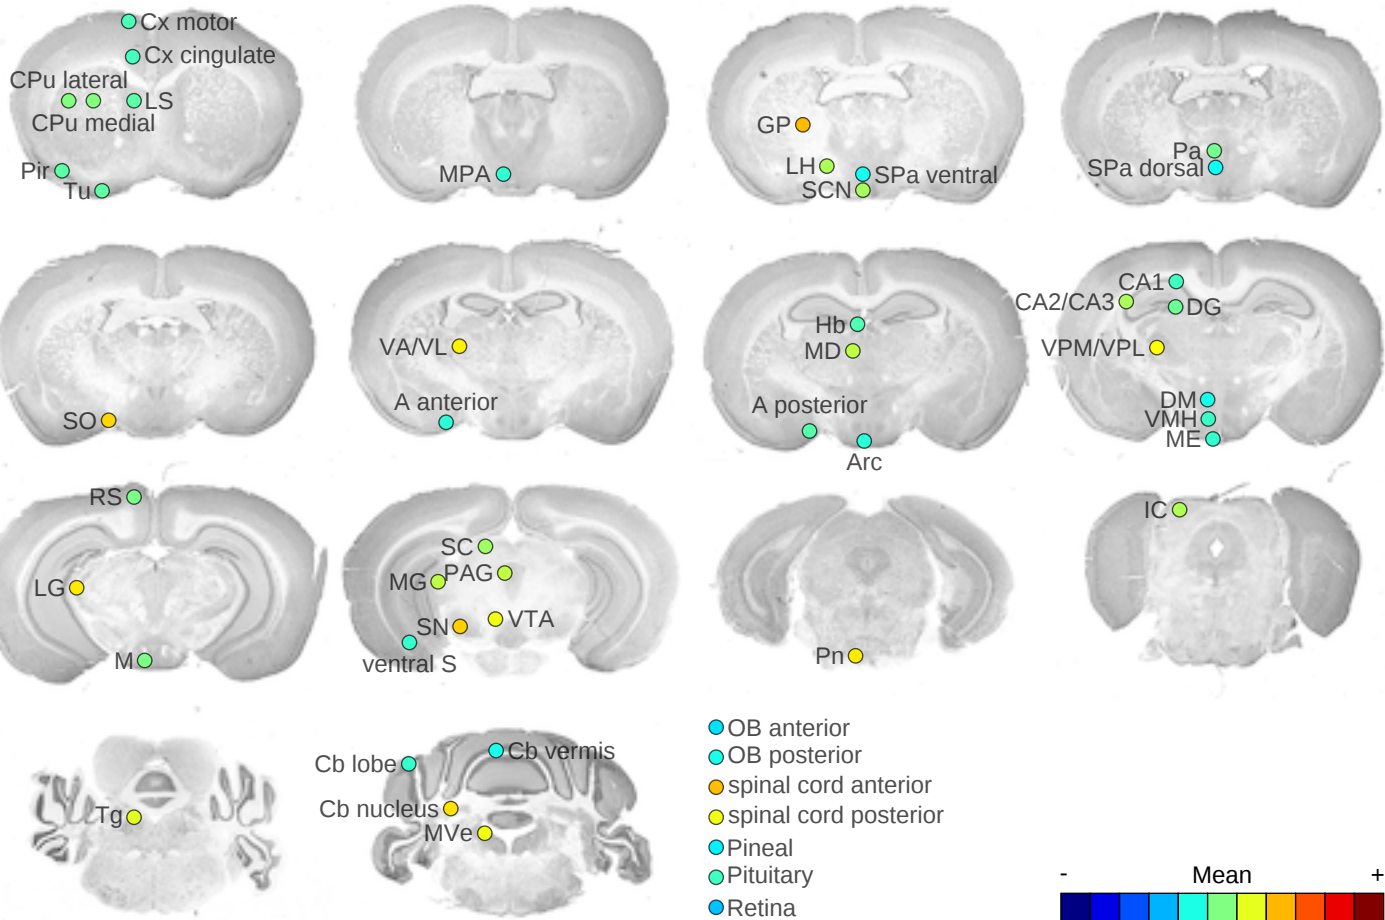 Cx motor
Cx cingulate
CPu lateral
LS
CPu medial
Pir
Tu
MPA
GP
LH
SPa ventral
SCN
Pa
SPa dorsal
SO
VA/VL
A anterior
Hb
MD
A posterior
Arc
CA1
CA2/CA3
DG
VPM/VPL
DM
VMH
ME
RS
LG
M
SC
MG
PAG
SN
VTA
ventral S
Pn
IC
Tg
Cb lobe
Cb vermis
Cb nucleus
MVe
OB anterior
OB posterior
spinal cord anterior
spinal cord posterior
Pineal
Pituitary
Retina
- Mean +